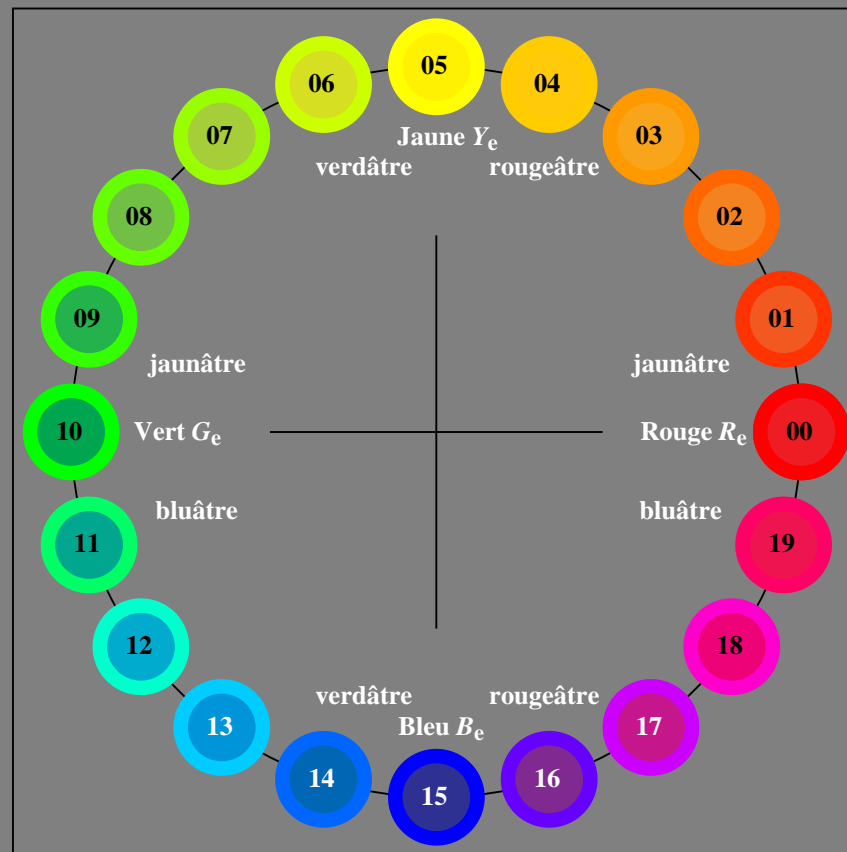 05
06
04
07
Jaune Ye
03
verdâtre
rougeâtre
08
02
09
01
jaunâtre
jaunâtre
10
Vert Ge
Rouge Re
00
bluâtre
bluâtre
11
19
12
18
verdâtre
rougeâtre
13
Bleu Be
17
14
16
15